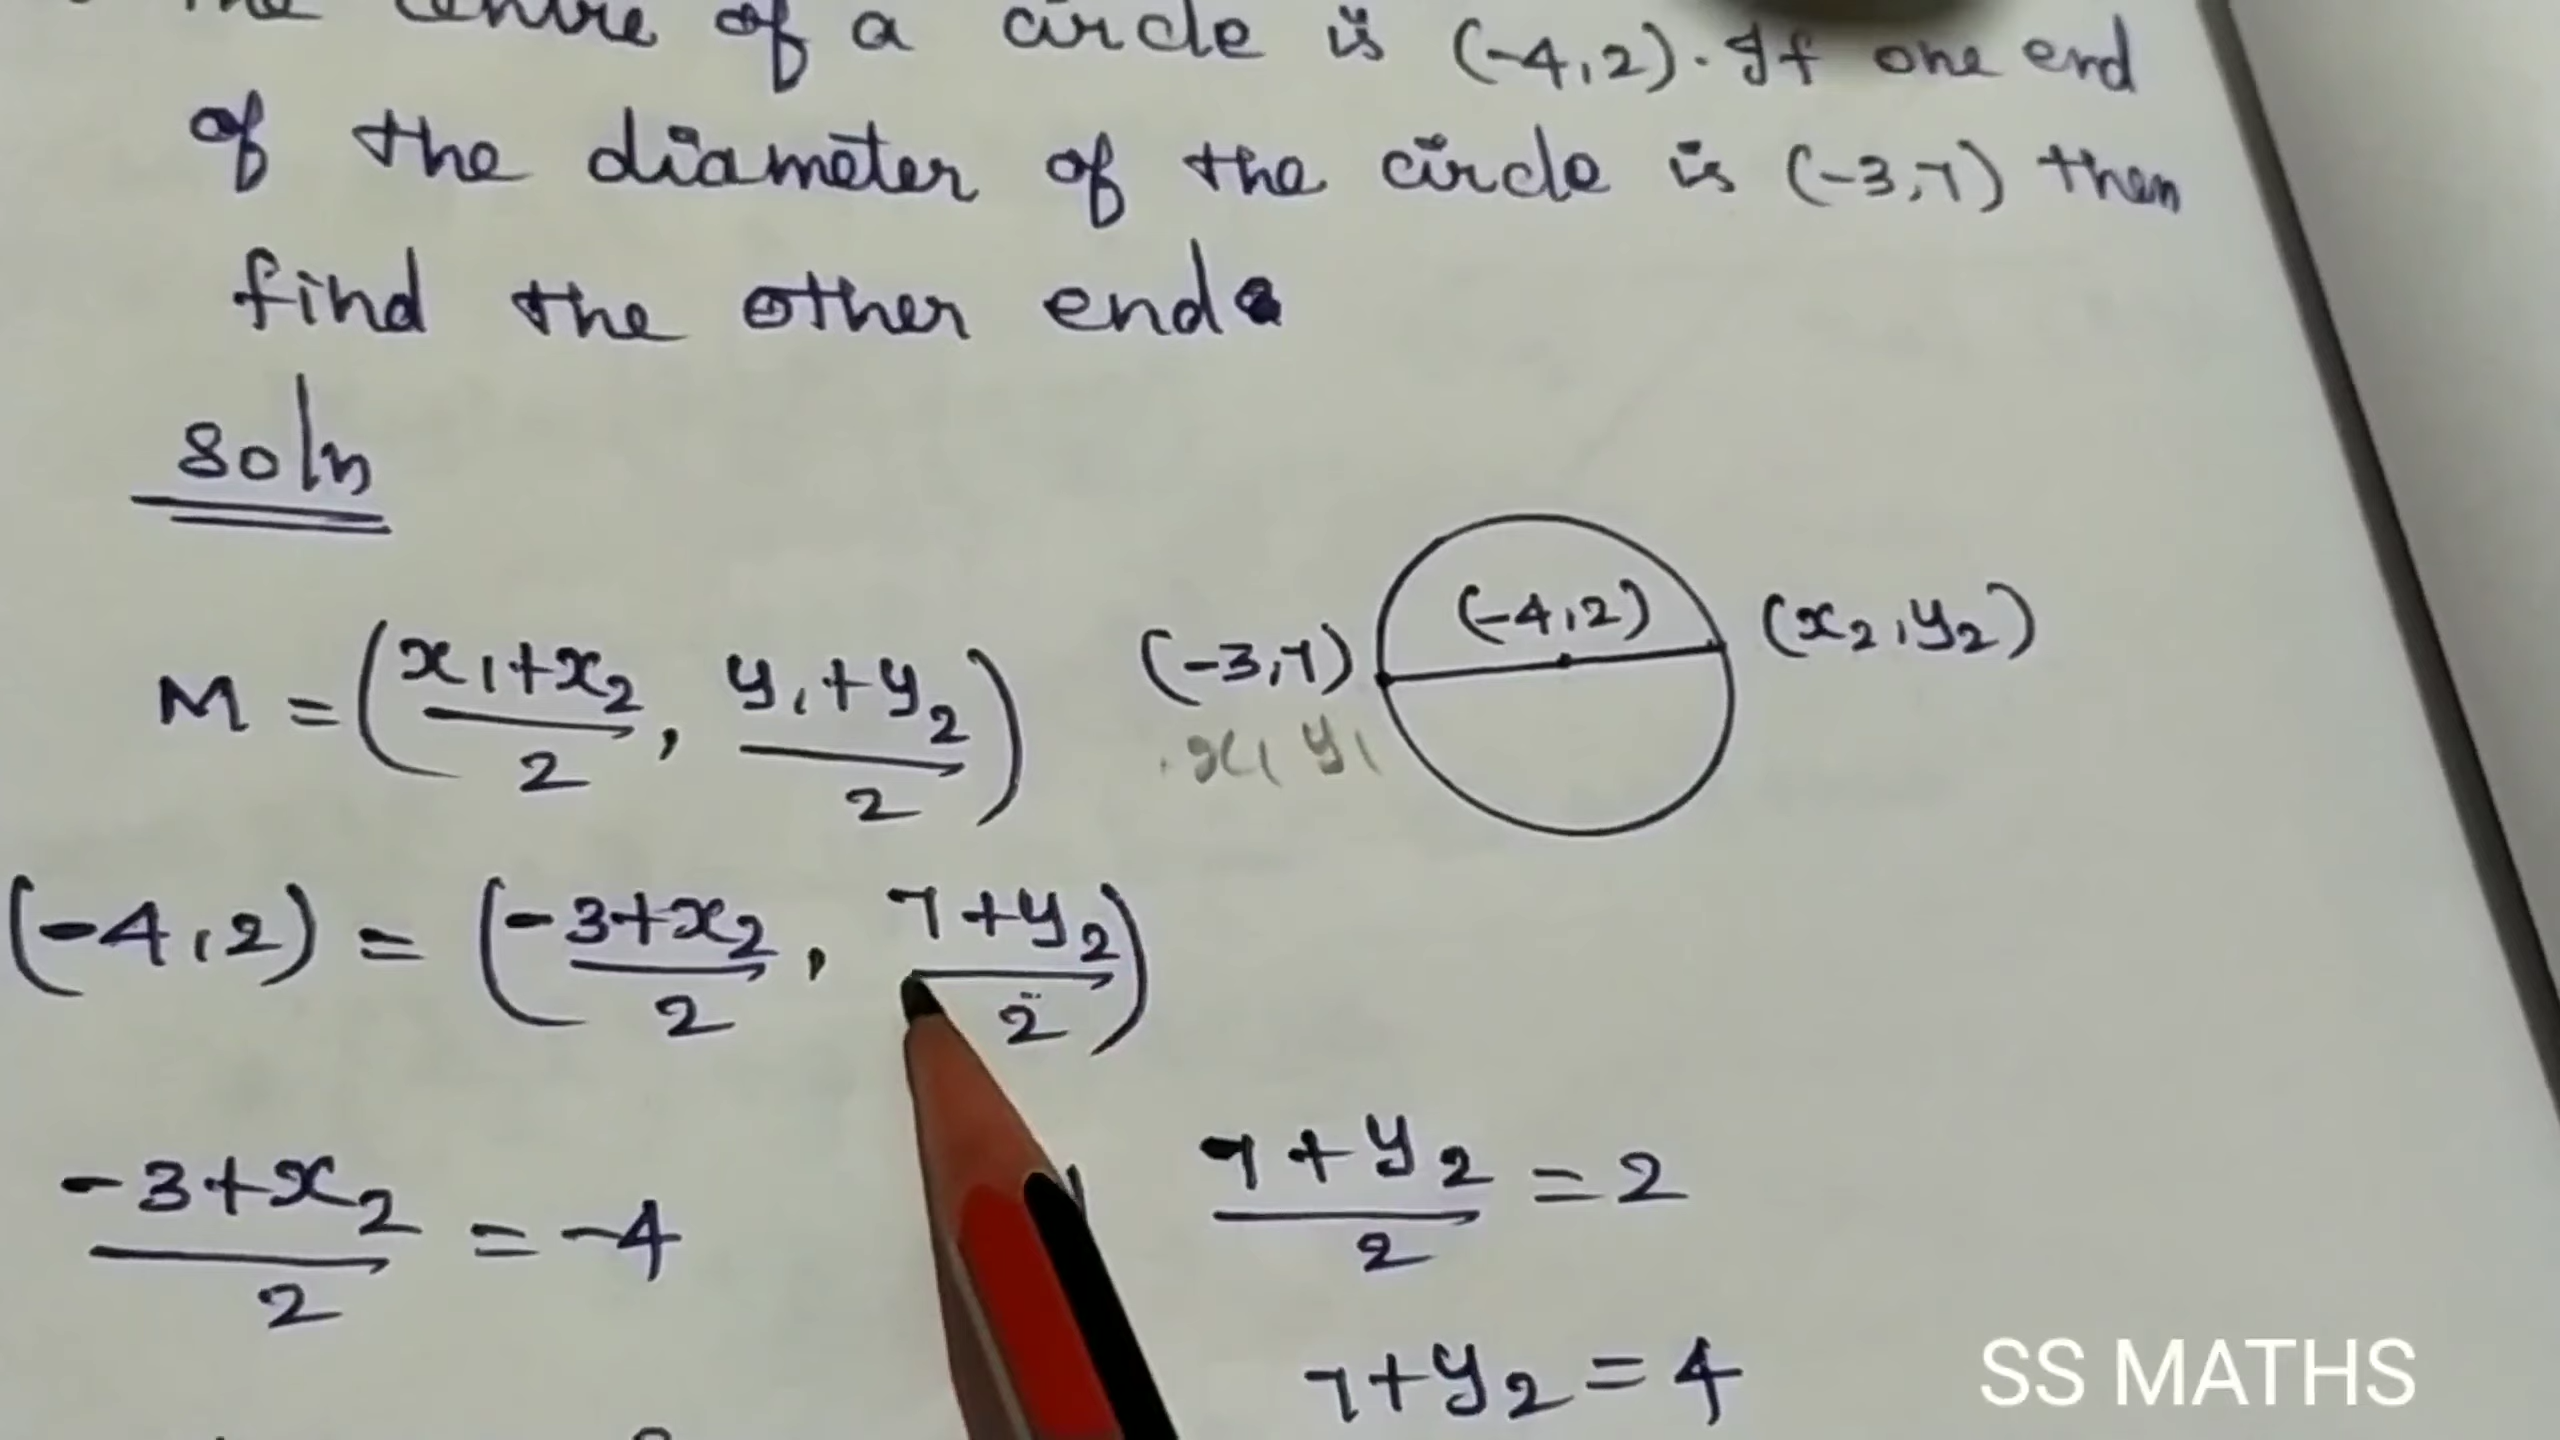 The centre of a circle is (-4,2). If one end
of the diameter of the circle is (-3,7) then
find the other end.
Soln
M = (x₁+x₂/2, y₁+y₂/2)
(-3,7) (-4,2) (x₂,y₂)
x₁ y₁
(-4,2) = (-3+x₂/2, 7+y₂/2)
-3+x₂/2 = -4
7+y₂/2 = 2
7+y₂ = 4
SS MATHS